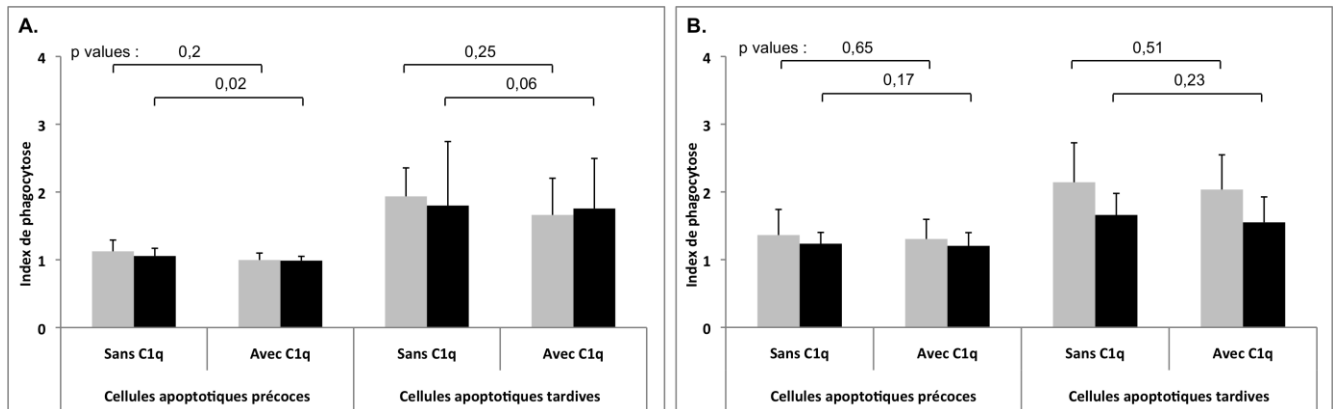 A.
p values : 0,2 0,25
0,02 0,06
4
3
2
1
0
Index de phagocytose
Sans C1q Avec C1q Sans C1q Avec C1q
Cellules apoptotiques précoces Cellules apoptotiques tardives
B.
p values : 0,65 0,51
0,17 0,23
4
3
2
1
0
Index de phagocytose
Sans C1q Avec C1q Sans C1q Avec C1q
Cellules apoptotiques précoces Cellules apoptotiques tardives